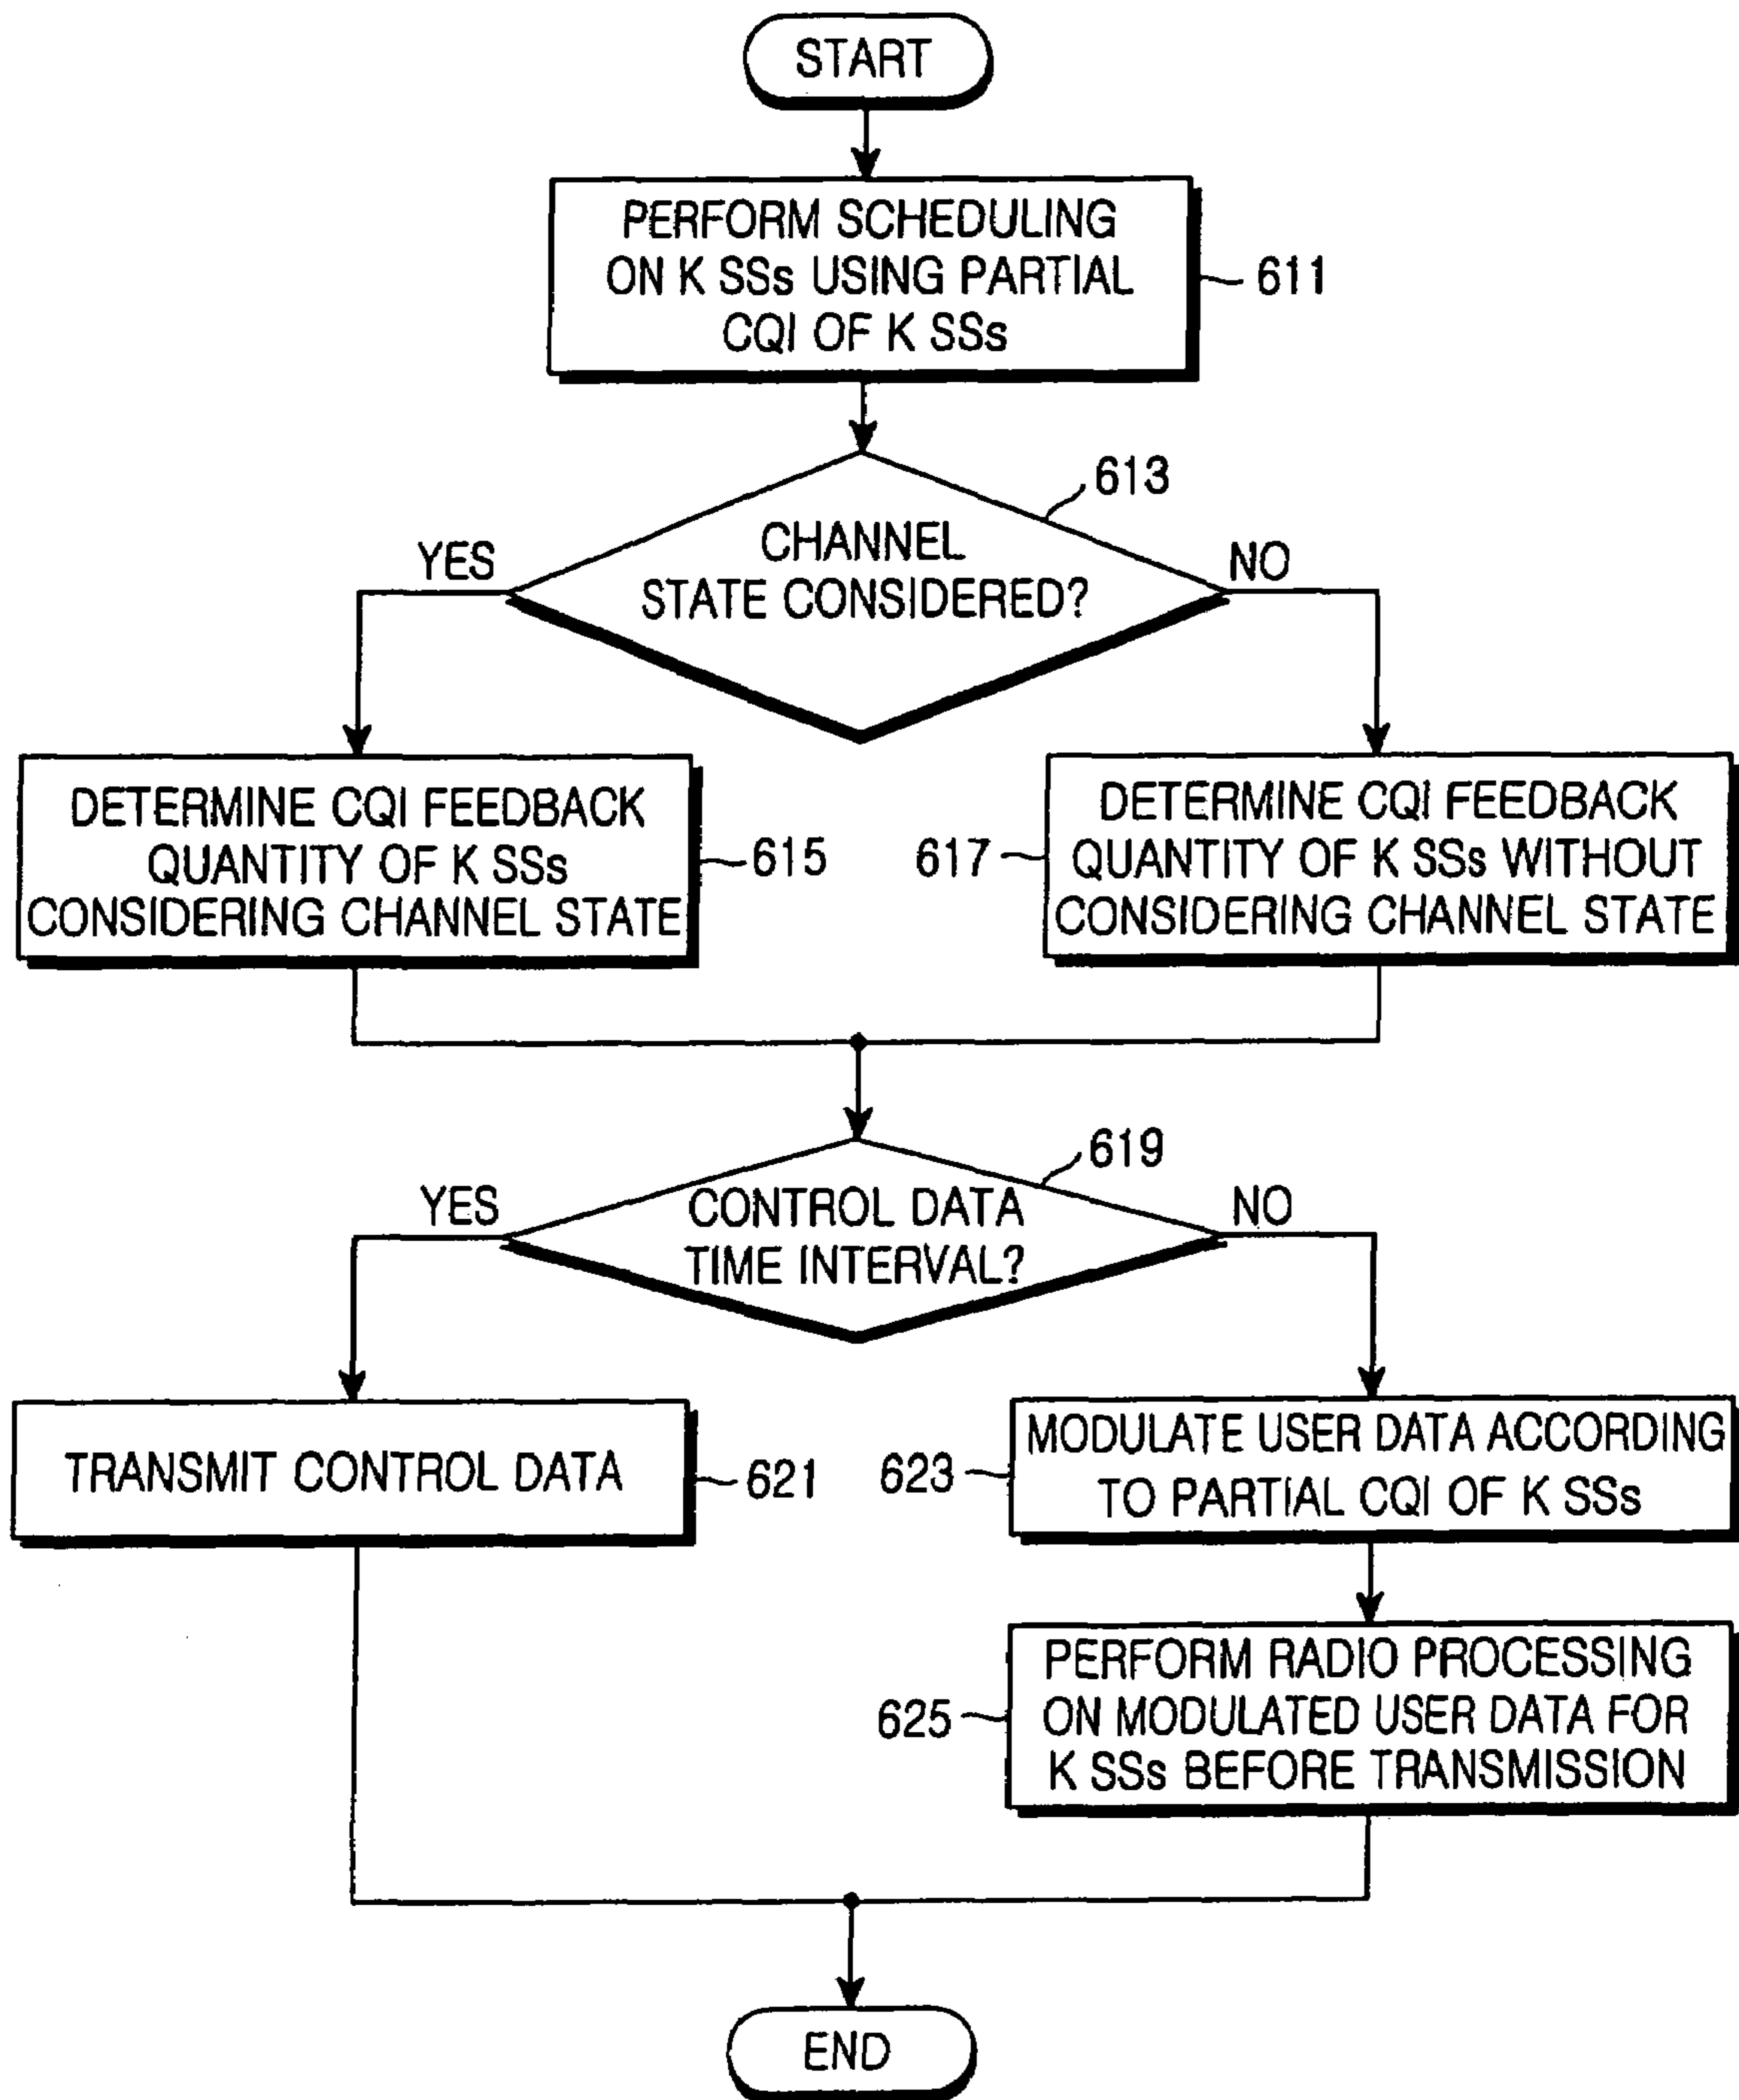 START
PERFORM SCHEDULING
ON K SSs USING PARTIAL
CQI OF K SSs
611
613
CHANNEL
STATE CONSIDERED?
YES
NO
DETERMINE CQI FEEDBACK
QUANTITY OF K SSs
CONSIDERING CHANNEL STATE
615
617
DETERMINE CQI FEEDBACK
QUANTITY OF K SSs WITHOUT
CONSIDERING CHANNEL STATE
619
YES
CONTROL DATA
TIME INTERVAL?
NO
TRANSMIT CONTROL DATA
621
623
MODULATE USER DATA ACCORDING
TO PARTIAL CQI OF K SSs
625
PERFORM RADIO PROCESSING
ON MODULATED USER DATA FOR
K SSs BEFORE TRANSMISSION
END